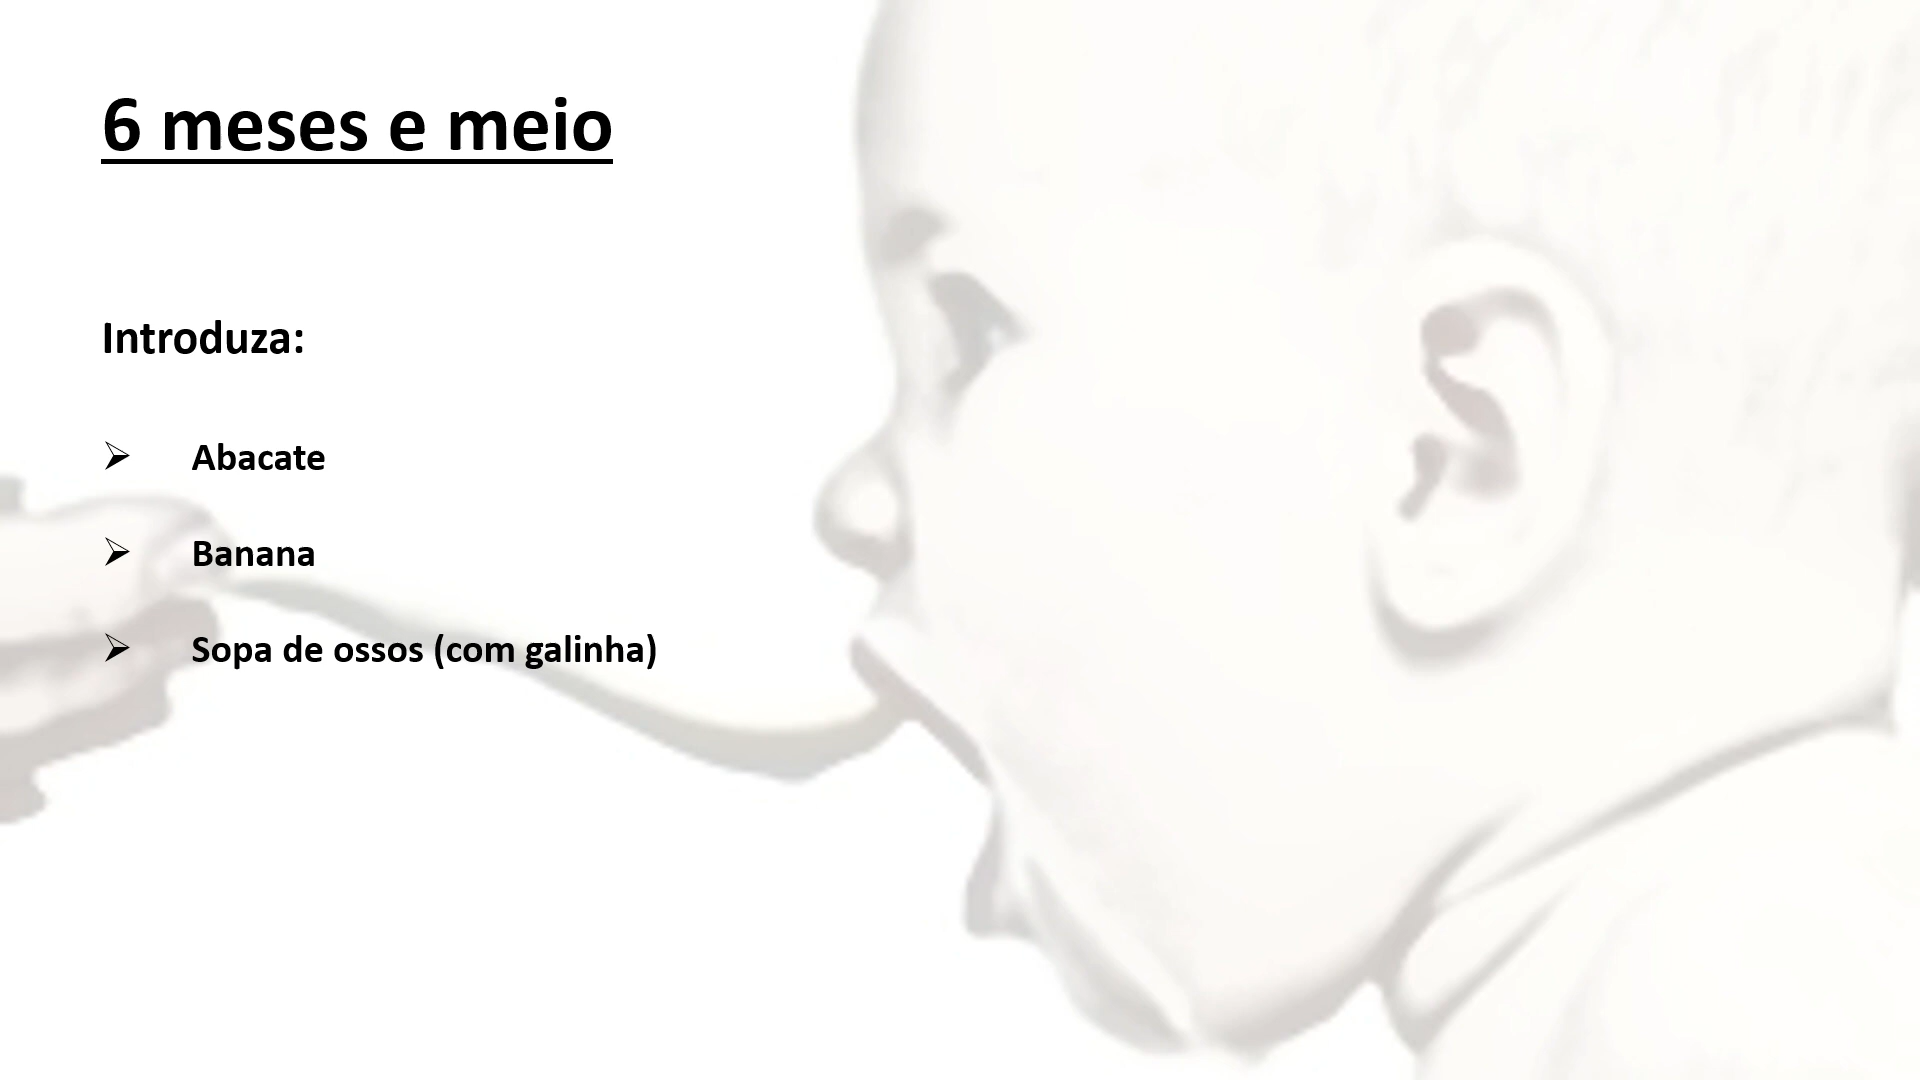 6 meses e meio
Introduza:
➢ Abacate
➢ Banana
➢ Sopa de ossos (com galinha)